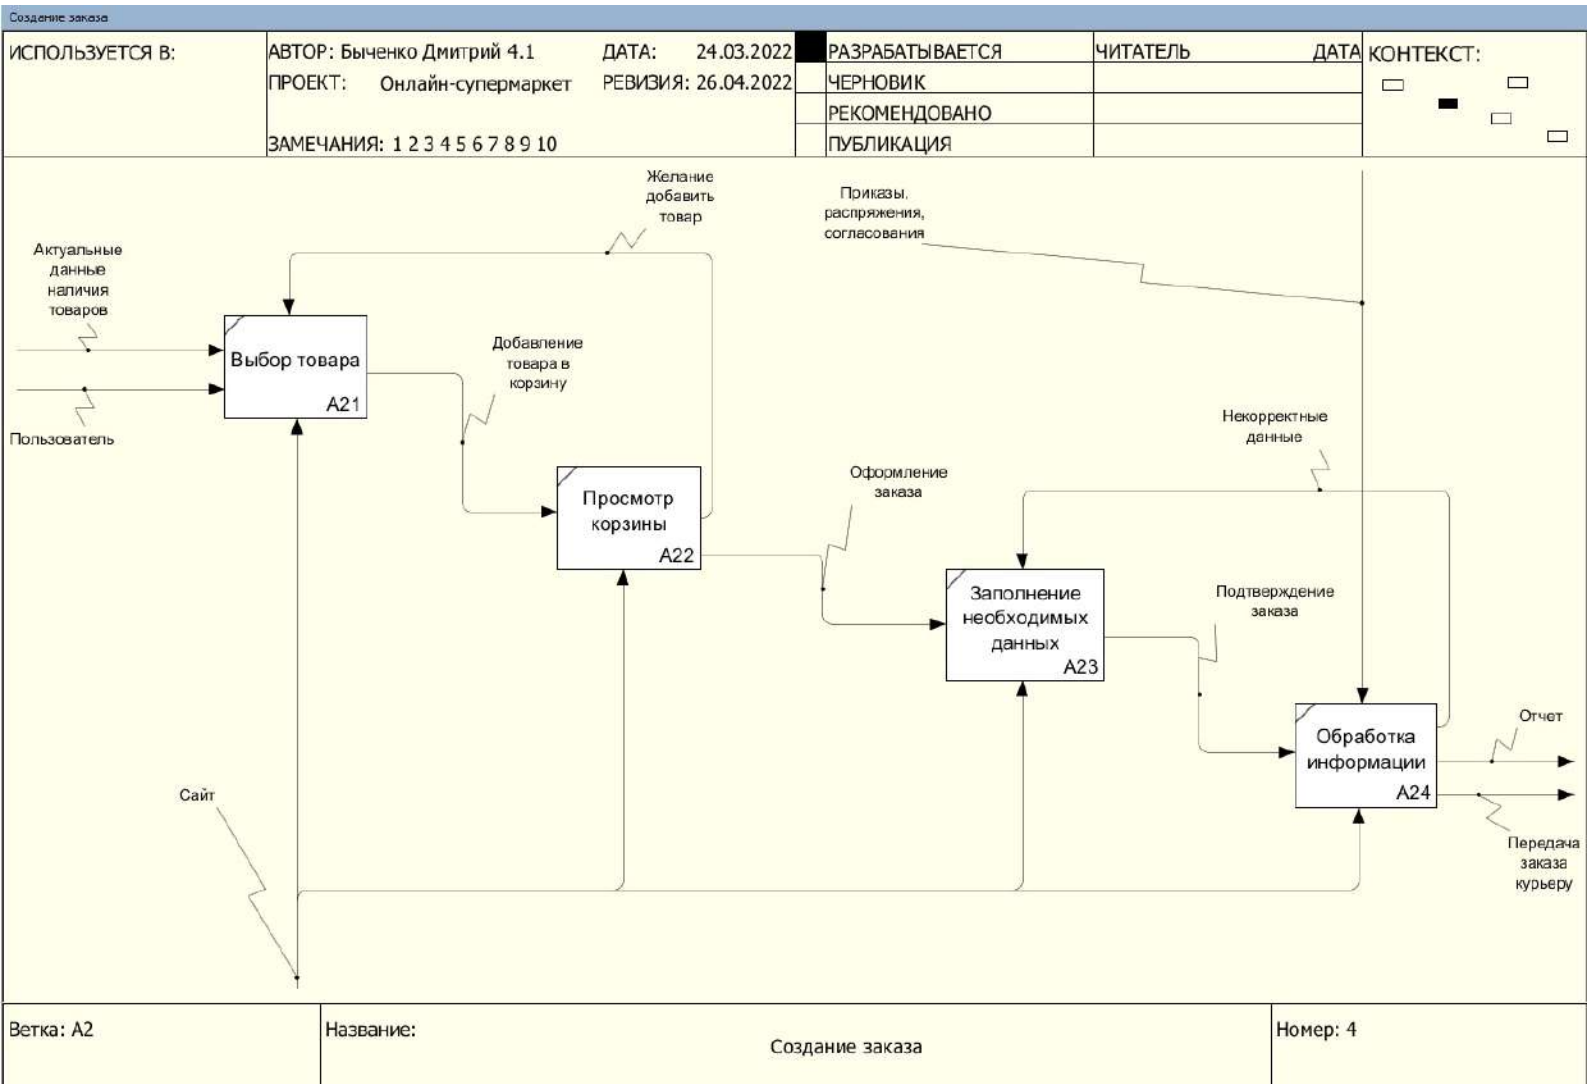 Создание заказа
ИСПОЛЬЗУЕТСЯ В:
АВТОР: Быченко Дмитрий 4.1
ДАТА: 24.03.2022
ПРОЕКТ: Онлайн-супермаркет
РЕВИЗИЯ: 26.04.2022
ЗАМЕЧАНИЯ: 1 2 3 4 5 6 7 8 9 10
РАЗРАБАТЫВАЕТСЯ
ЧЕРНОВИК
РЕКОМЕНДОВАНО
ПУБЛИКАЦИЯ
ЧИТАТЕЛЬ
ДАТА
КОНТЕКСТ:
Желание
добавить
товар
Приказы,
распряжения,
согласования
Актуальные
данные
наличия
товаров
Выбор товара
A21
Пользователь
Добавление
товара в
корзину
Просмотр
корзины
A22
Оформление
заказа
Некорректные
данные
Заполнение
необходимых
данных
A23
Подтверждение
заказа
Обработка
информации
A24
Отчет
Передача
заказа
курьеру
Сайт
Ветка: A2
Название:
Создание заказа
Номер: 4